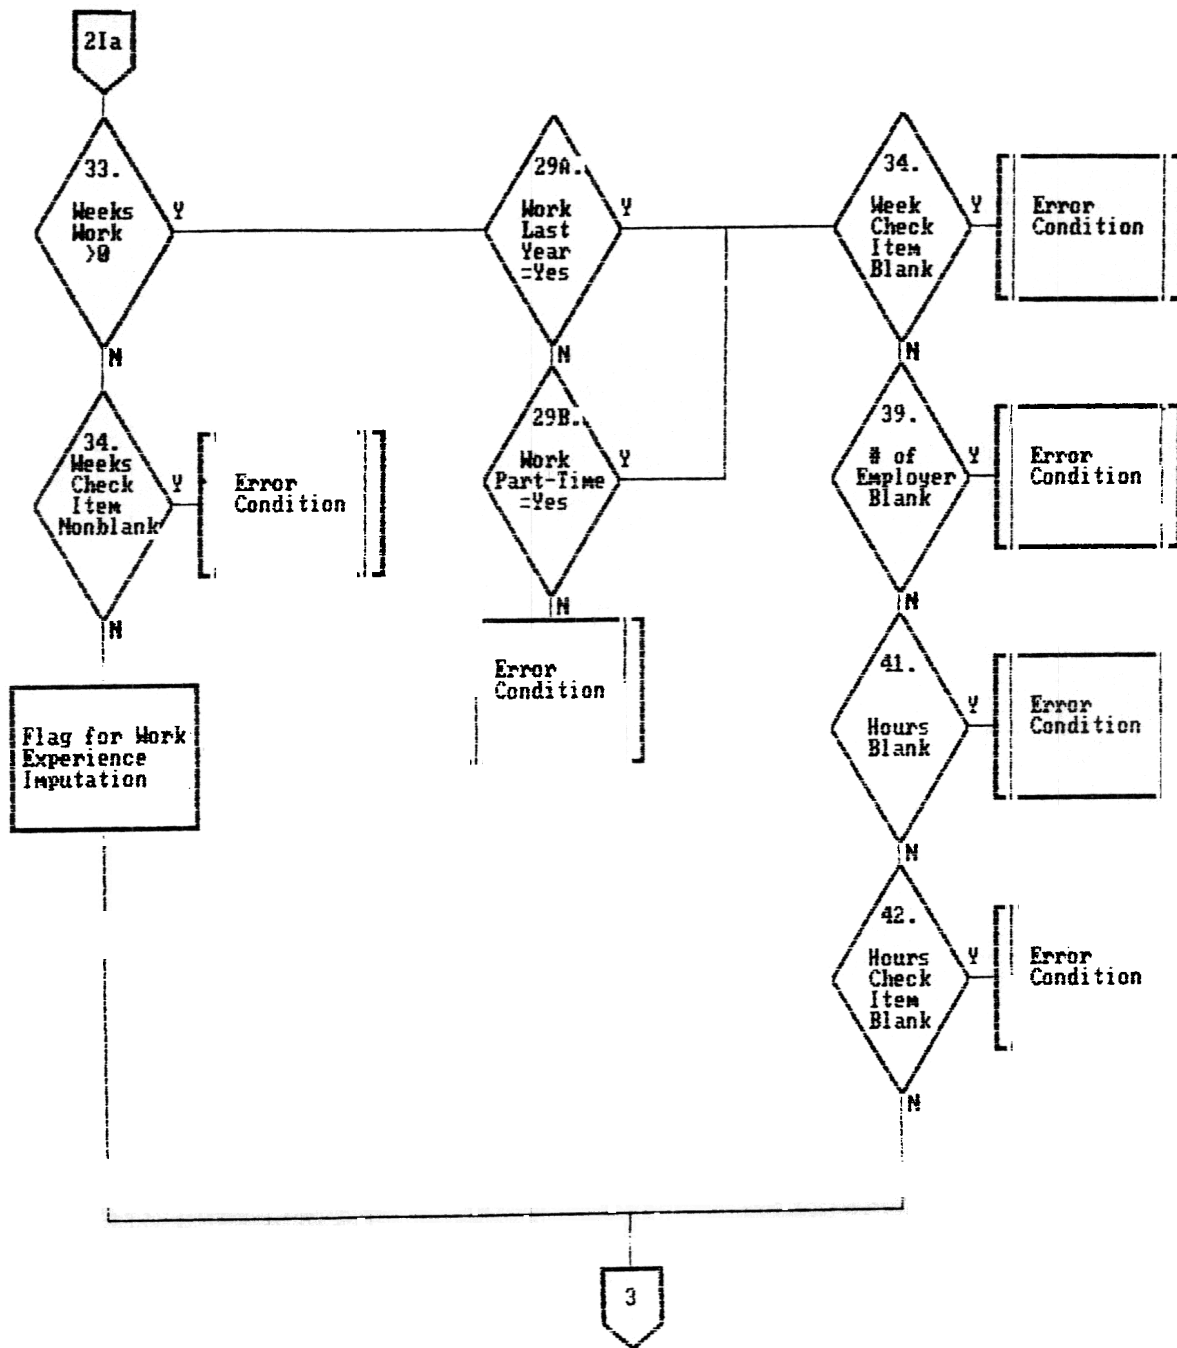 2Ia
33.
Weeks
Work
>0
Y
N
29A.
Work
Last
Year
=Yes
Y
N
34.
Week
Check
Item
Blank
Y
N
Error
Condition
34.
Weeks
Check
Item
Nonblank
Y
N
Error
Condition
29B.
Work
Part-Time
=Yes
Y
N
39.
# of
Employer
Blank
Y
N
Error
Condition
Flag for Work
Experience
Imputation
Error
Condition
41.
Hours
Blank
Y
N
Error
Condition
42.
Hours
Check
Item
Blank
Y
N
Error
Condition
3